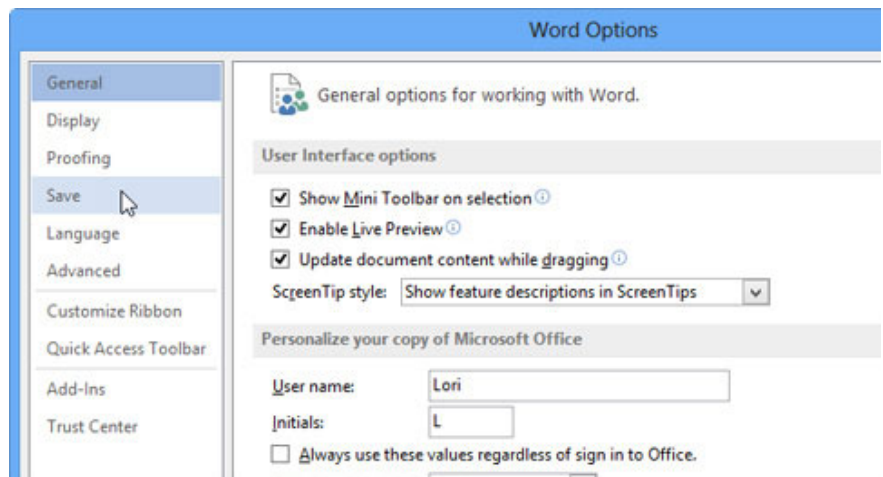 Word Options
General
Display
Proofing
Save
Language
Advanced
Customize Ribbon
Quick Access Toolbar
Add-Ins
Trust Center
General options for working with Word.
User Interface options
Show Mini Toolbar on selection
Enable Live Preview
Update document content while dragging
ScreenTip style: Show feature descriptions in ScreenTips
Personalize your copy of Microsoft Office
User name: Lori
Initials: L
Always use these values regardless of sign in to Office.